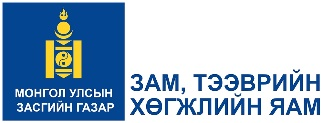 МОНГОЛ УЛСЫН
ЗАСГИЙН ГАЗАР
ЗАМ, ТЭЭВРИЙН
ХӨГЖЛИЙН ЯАМ